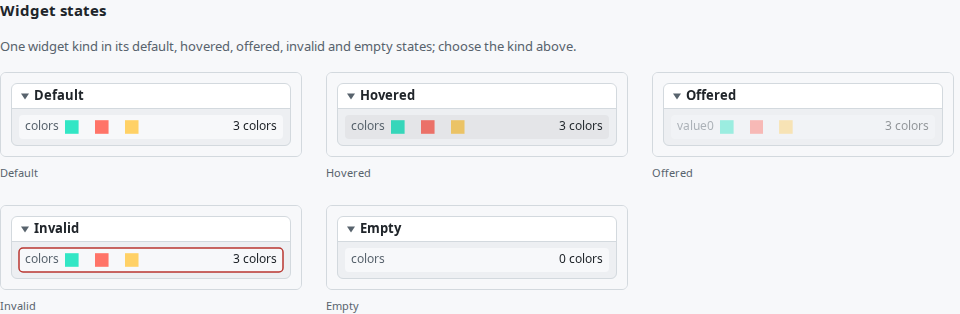 Widget states
One widget kind in its default, hovered, offered, invalid and empty states; choose the kind above.
Default
colors 3 colors
Default
Hovered
colors 3 colors
Hovered
Offered
value0 3 colors
Offered
Invalid
colors 3 colors
Invalid
Empty
colors 0 colors
Empty